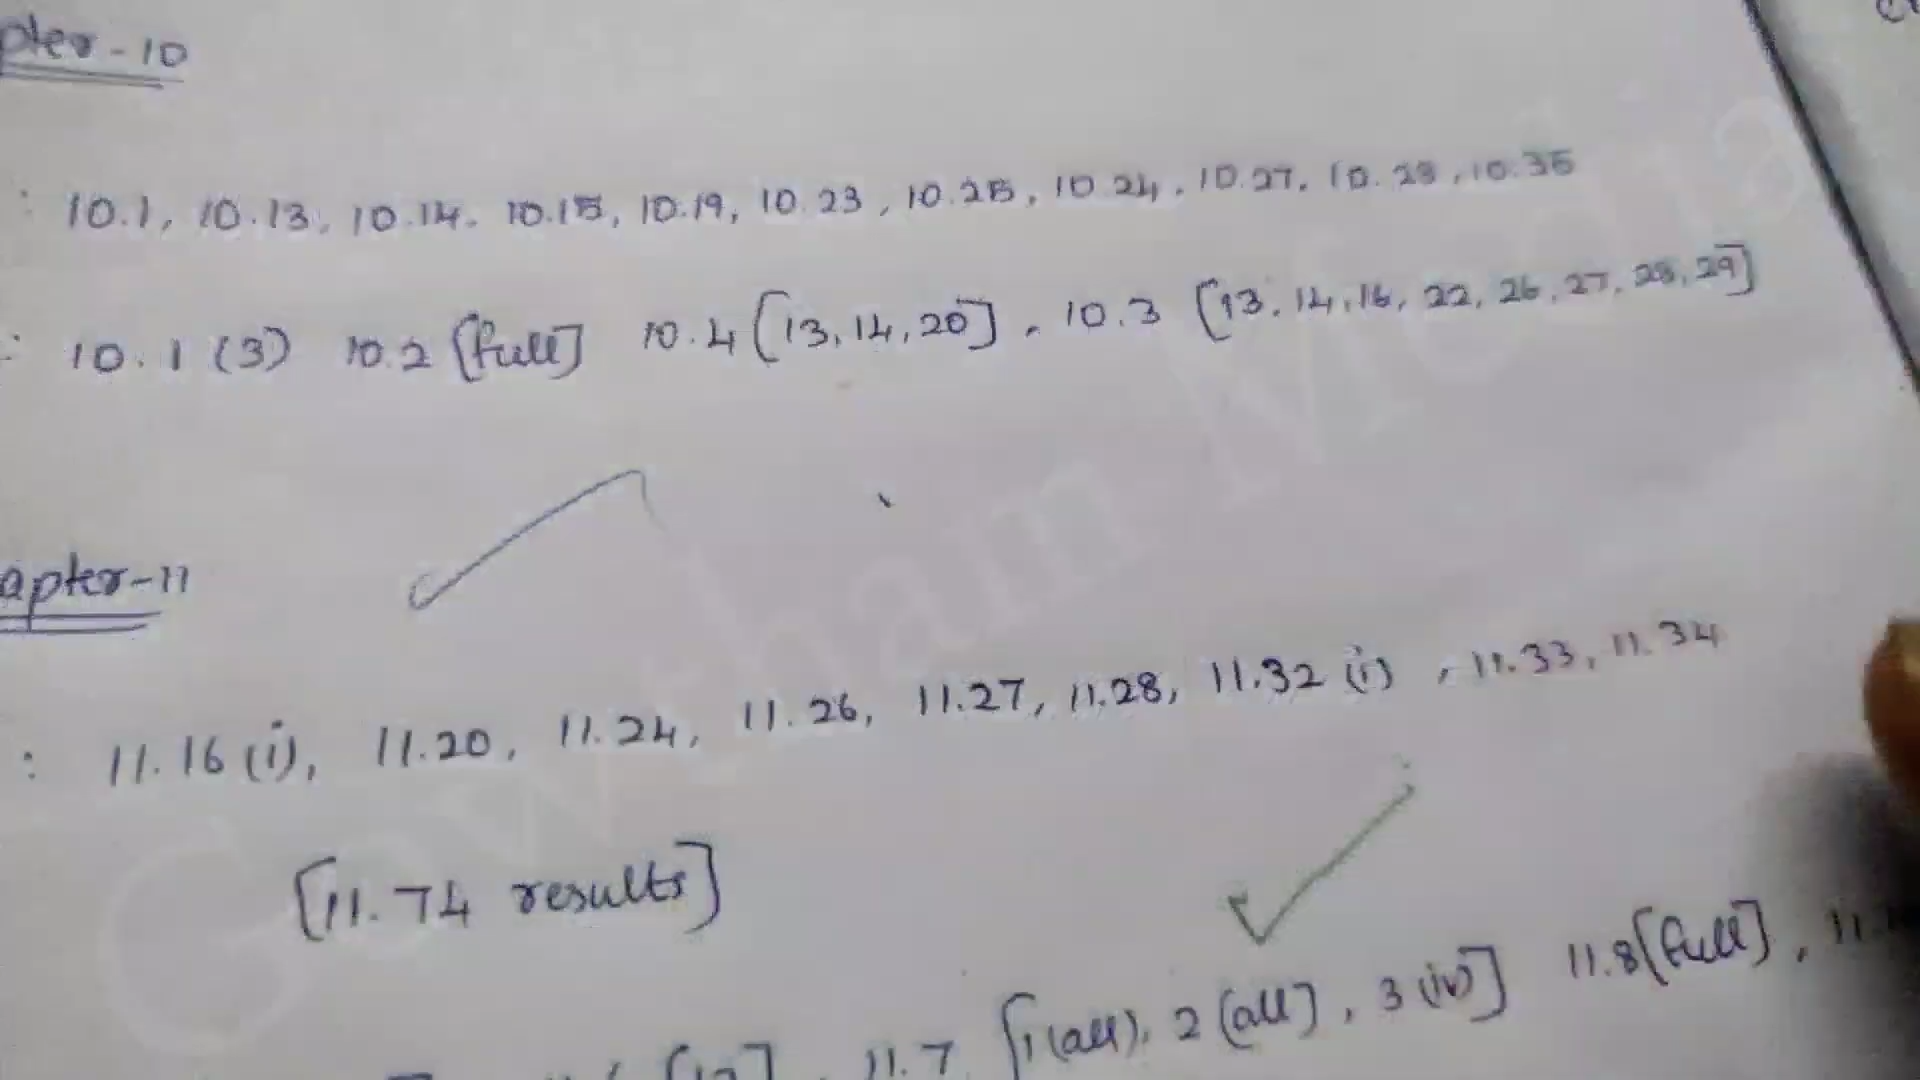 pter-10
: 10.1, 10.13, 10.14. 10.15, 10.19, 10.23, 10.25, 10.24, 10.27, 10.28, 10.35
: 10.1 (3) 10.2 [full] 10.4 [13, 14, 20], 10.3 [13, 14, 16, 22, 26, 27, 28, 29]
apter-11
: 11.16 (i), 11.20, 11.24, 11.26, 11.27, 11.28, 11.32 (i), 11.33, 11.34
[11.74 results]
11.7 [1(all), 2(all], 3(iv)] 11.8[full], 11.
Gowtham Media